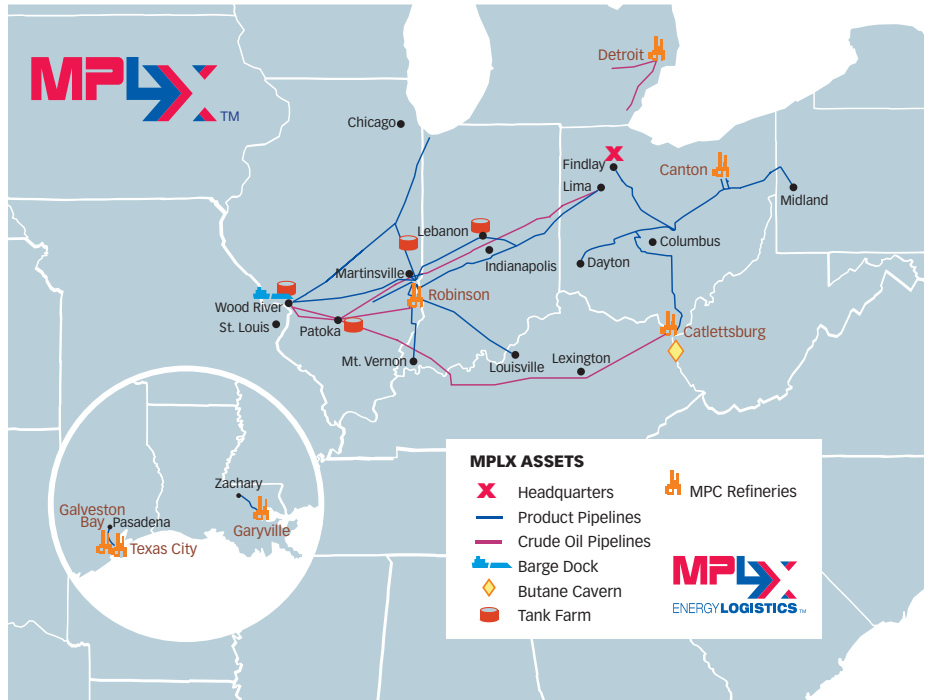 MPLX
TM
Detroit
Chicago
Findlay
Lima
Canton
Midland
Lebanon
Columbus
Indianapolis
Dayton
Martinsville
Robinson
Wood River
St. Louis
Patoka
Catlettsburg
Mt. Vernon
Louisville
Lexington
Zachary
Galveston
Bay
Pasadena
Garyville
Texas City
MPLX ASSETS
Headquarters
Product Pipelines
Crude Oil Pipelines
Barge Dock
Butane Cavern
Tank Farm
MPC Refineries
MPLX
ENERGYLOGISTICS TM